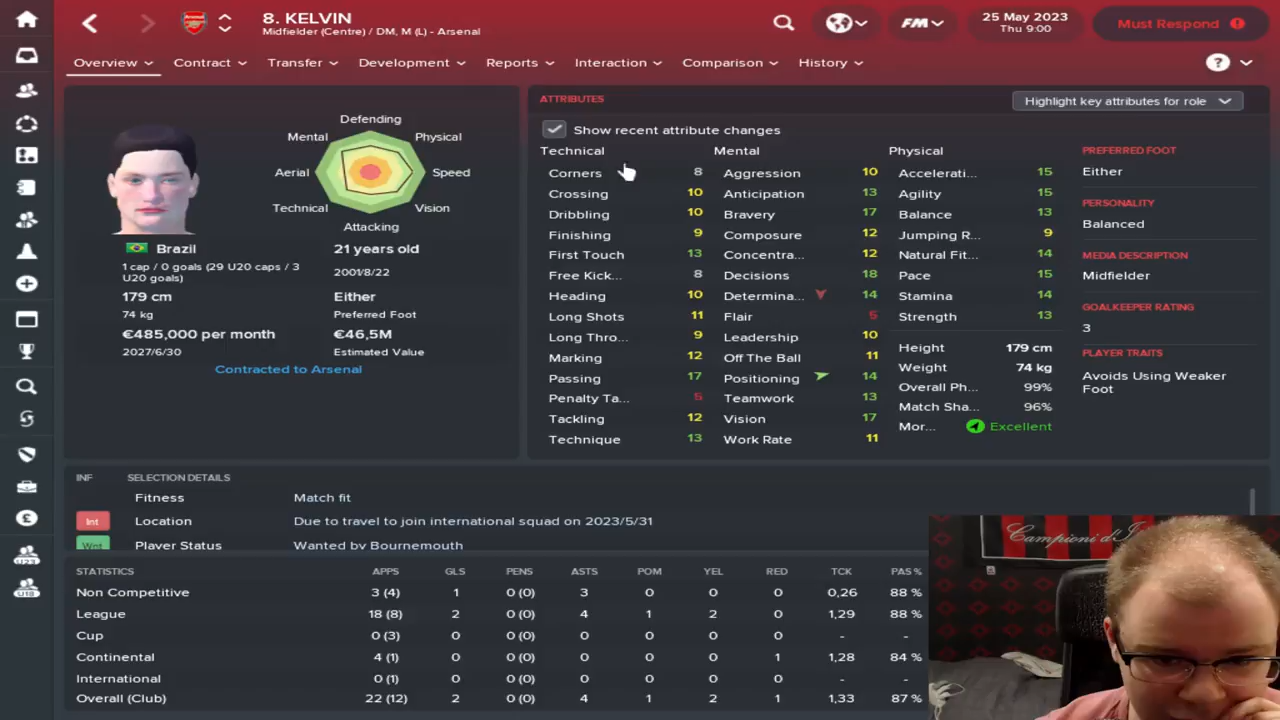 8. KELVIN
Midfielder (Centre) / DM, M (L) - Arsenal
FM
25 May 2023
Thu 9:00
Must Respond
Overview
Contract
Transfer
Development
Reports
Interaction
Comparison
History
?
Defending
Mental
Physical
Aerial
Speed
Technical
Vision
Attacking
Brazil
21 years old
1 cap / 0 goals (29 U20 caps / 3
U20 goals)
2001/8/22
179 cm
Either
74 kg
Preferred Foot
€485,000 per month
€46,5M
2027/6/30
Estimated Value
Contracted to Arsenal
ATTRIBUTES
Highlight key attributes for role
Show recent attribute changes
Technical
Corners 8
Crossing 10
Dribbling 10
Finishing 9
First Touch 13
Free Kick... 8
Heading 10
Long Shots 11
Long Thro... 9
Marking 12
Passing 17
Penalty Ta... 5
Tackling 12
Technique 13
Mental
Aggression 10
Anticipation 13
Bravery 17
Composure 12
Concentra... 12
Decisions 18
Determina... 14
Flair 5
Leadership 10
Off The Ball 11
Positioning 14
Teamwork 13
Vision 17
Work Rate 11
Physical
Accelerati... 15
Agility 15
Balance 13
Jumping R... 9
Natural Fit... 14
Pace 15
Stamina 14
Strength 13
Height 179 cm
Weight 74 kg
Overall Ph... 99%
Match Sha... 96%
Mor... Excellent
PREFERRED FOOT
Either
PERSONALITY
Balanced
MEDIA DESCRIPTION
Midfielder
GOALKEEPER RATING
3
PLAYER TRAITS
Avoids Using Weaker
Foot
INF SELECTION DETAILS
Fitness Match fit
Int Location Due to travel to join international squad on 2023/5/31
Wnt Player Status Wanted by Bournemouth
STATISTICS APPS GLS PENS ASTS POM YEL RED TCK PAS %
Non Competitive 3 (4) 1 0 (0) 3 0 0 0 0,26 88 %
League 18 (8) 2 0 (0) 4 1 2 0 1,29 88 %
Cup 0 (3) 0 0 (0) 0 0 0 0 - -
Continental 4 (1) 0 0 (0) 0 0 0 1 1,28 84 %
International 0 (1) 0 0 (0) 0 0 0 0 - -
Overall (Club) 22 (12) 2 0 (0) 4 1 2 1 1,33 87 %
U23
U18
Campioni d'I